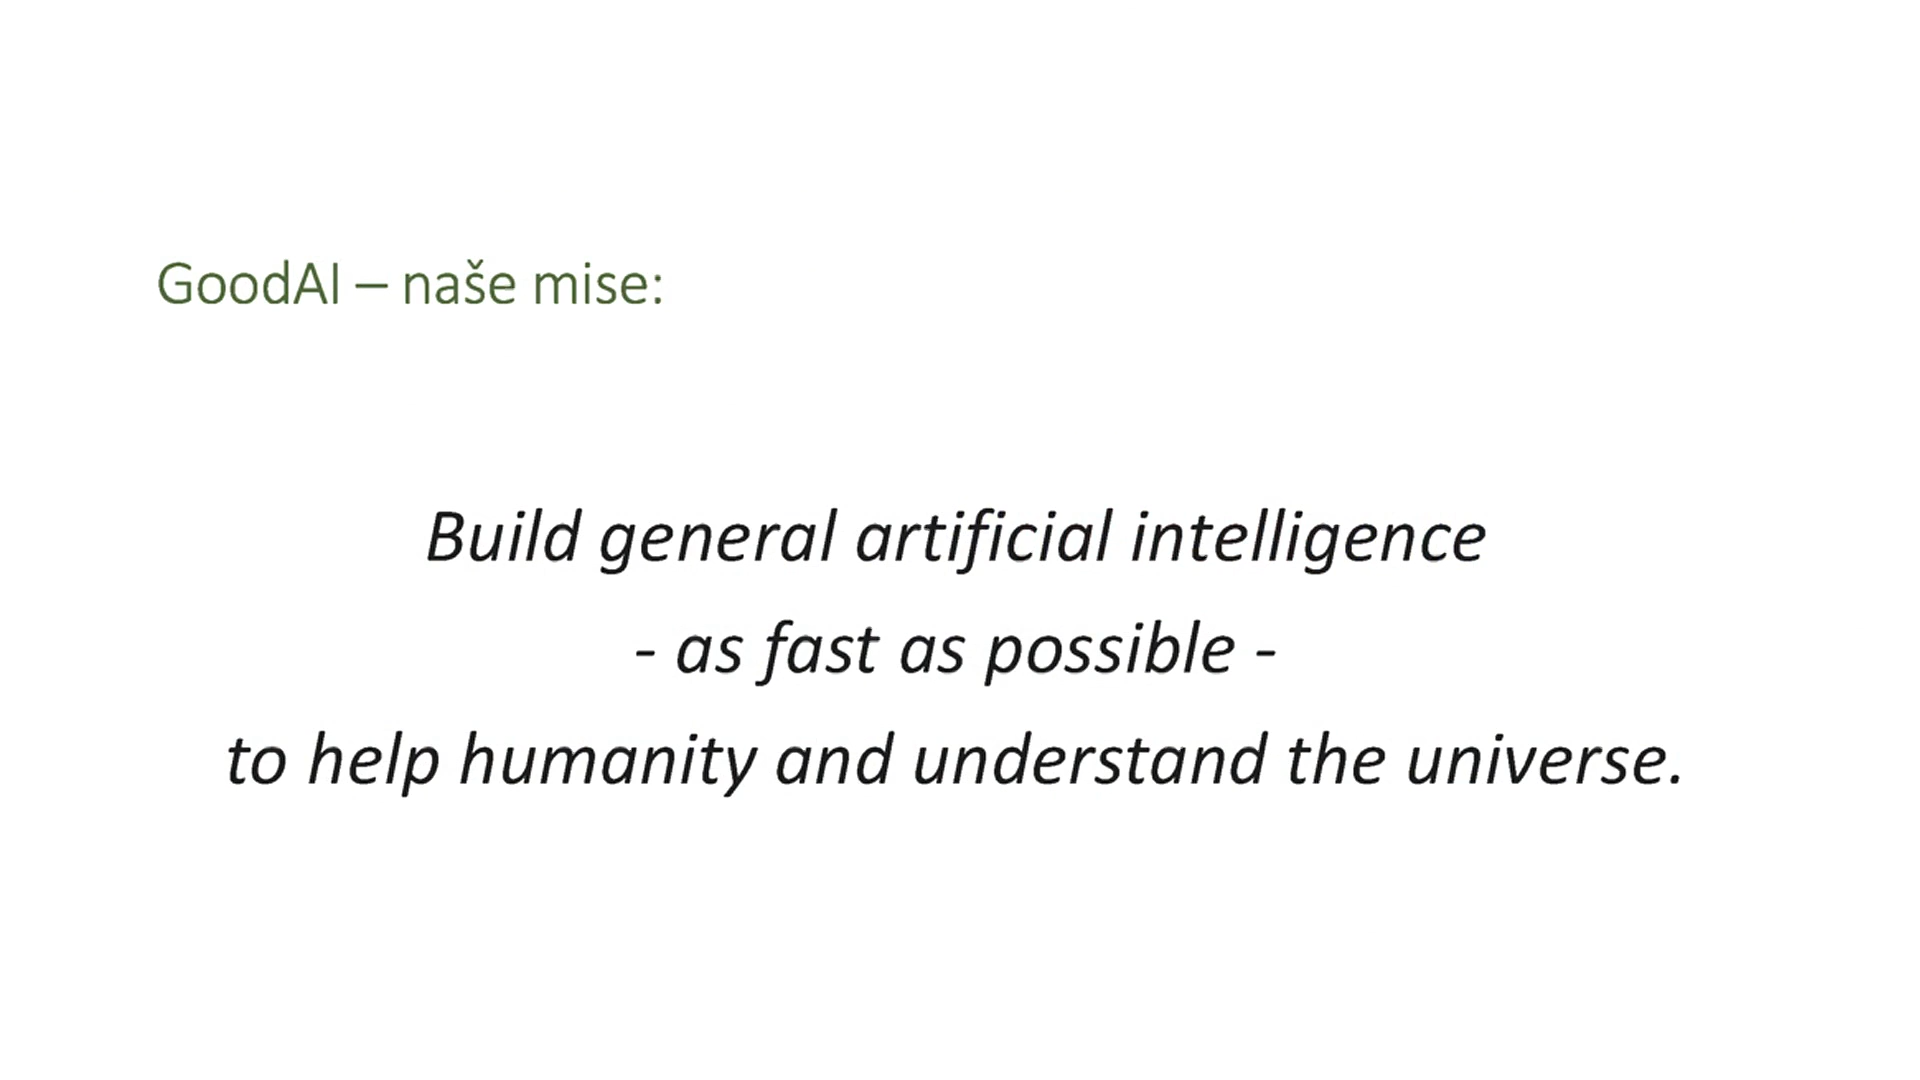 GoodAI – naše mise:
Build general artificial intelligence
- as fast as possible -
to help humanity and understand the universe.